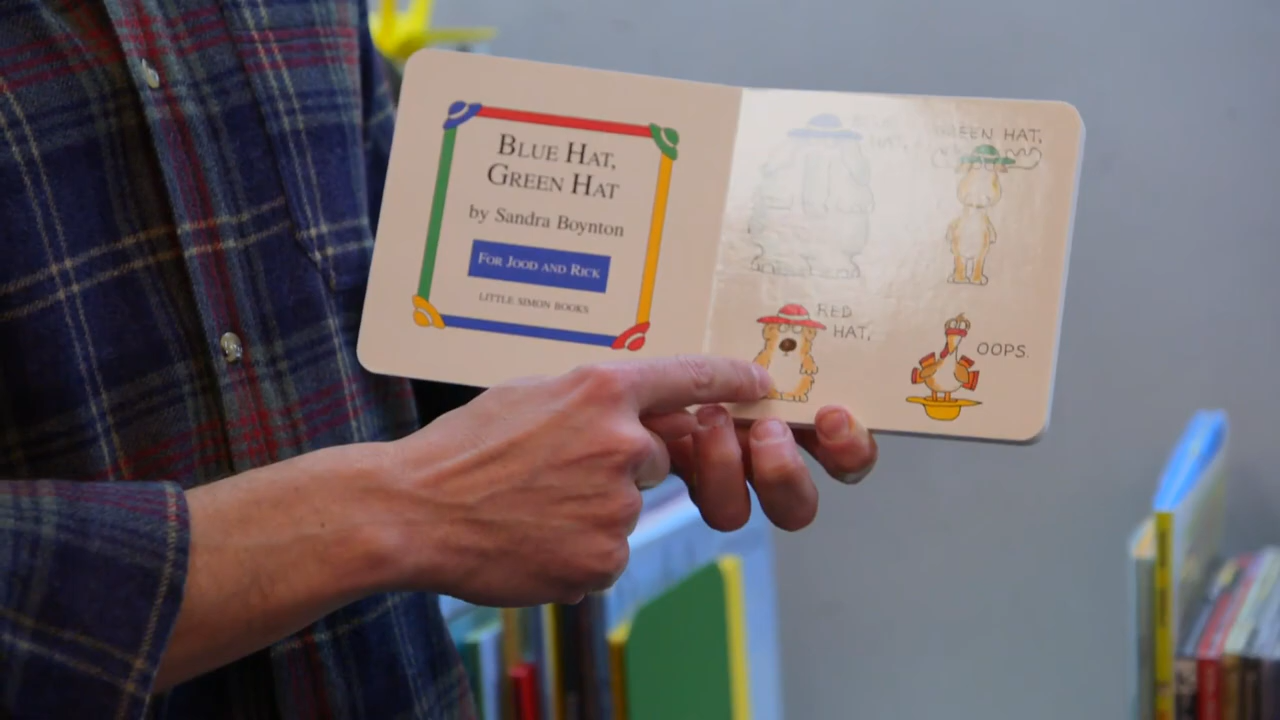 BLUE HAT,
GREEN HAT
by Sandra Boynton
FOR JOOD AND RICK
LITTLE SIMON BOOKS
GREEN HAT,
RED
HAT,
OOPS.